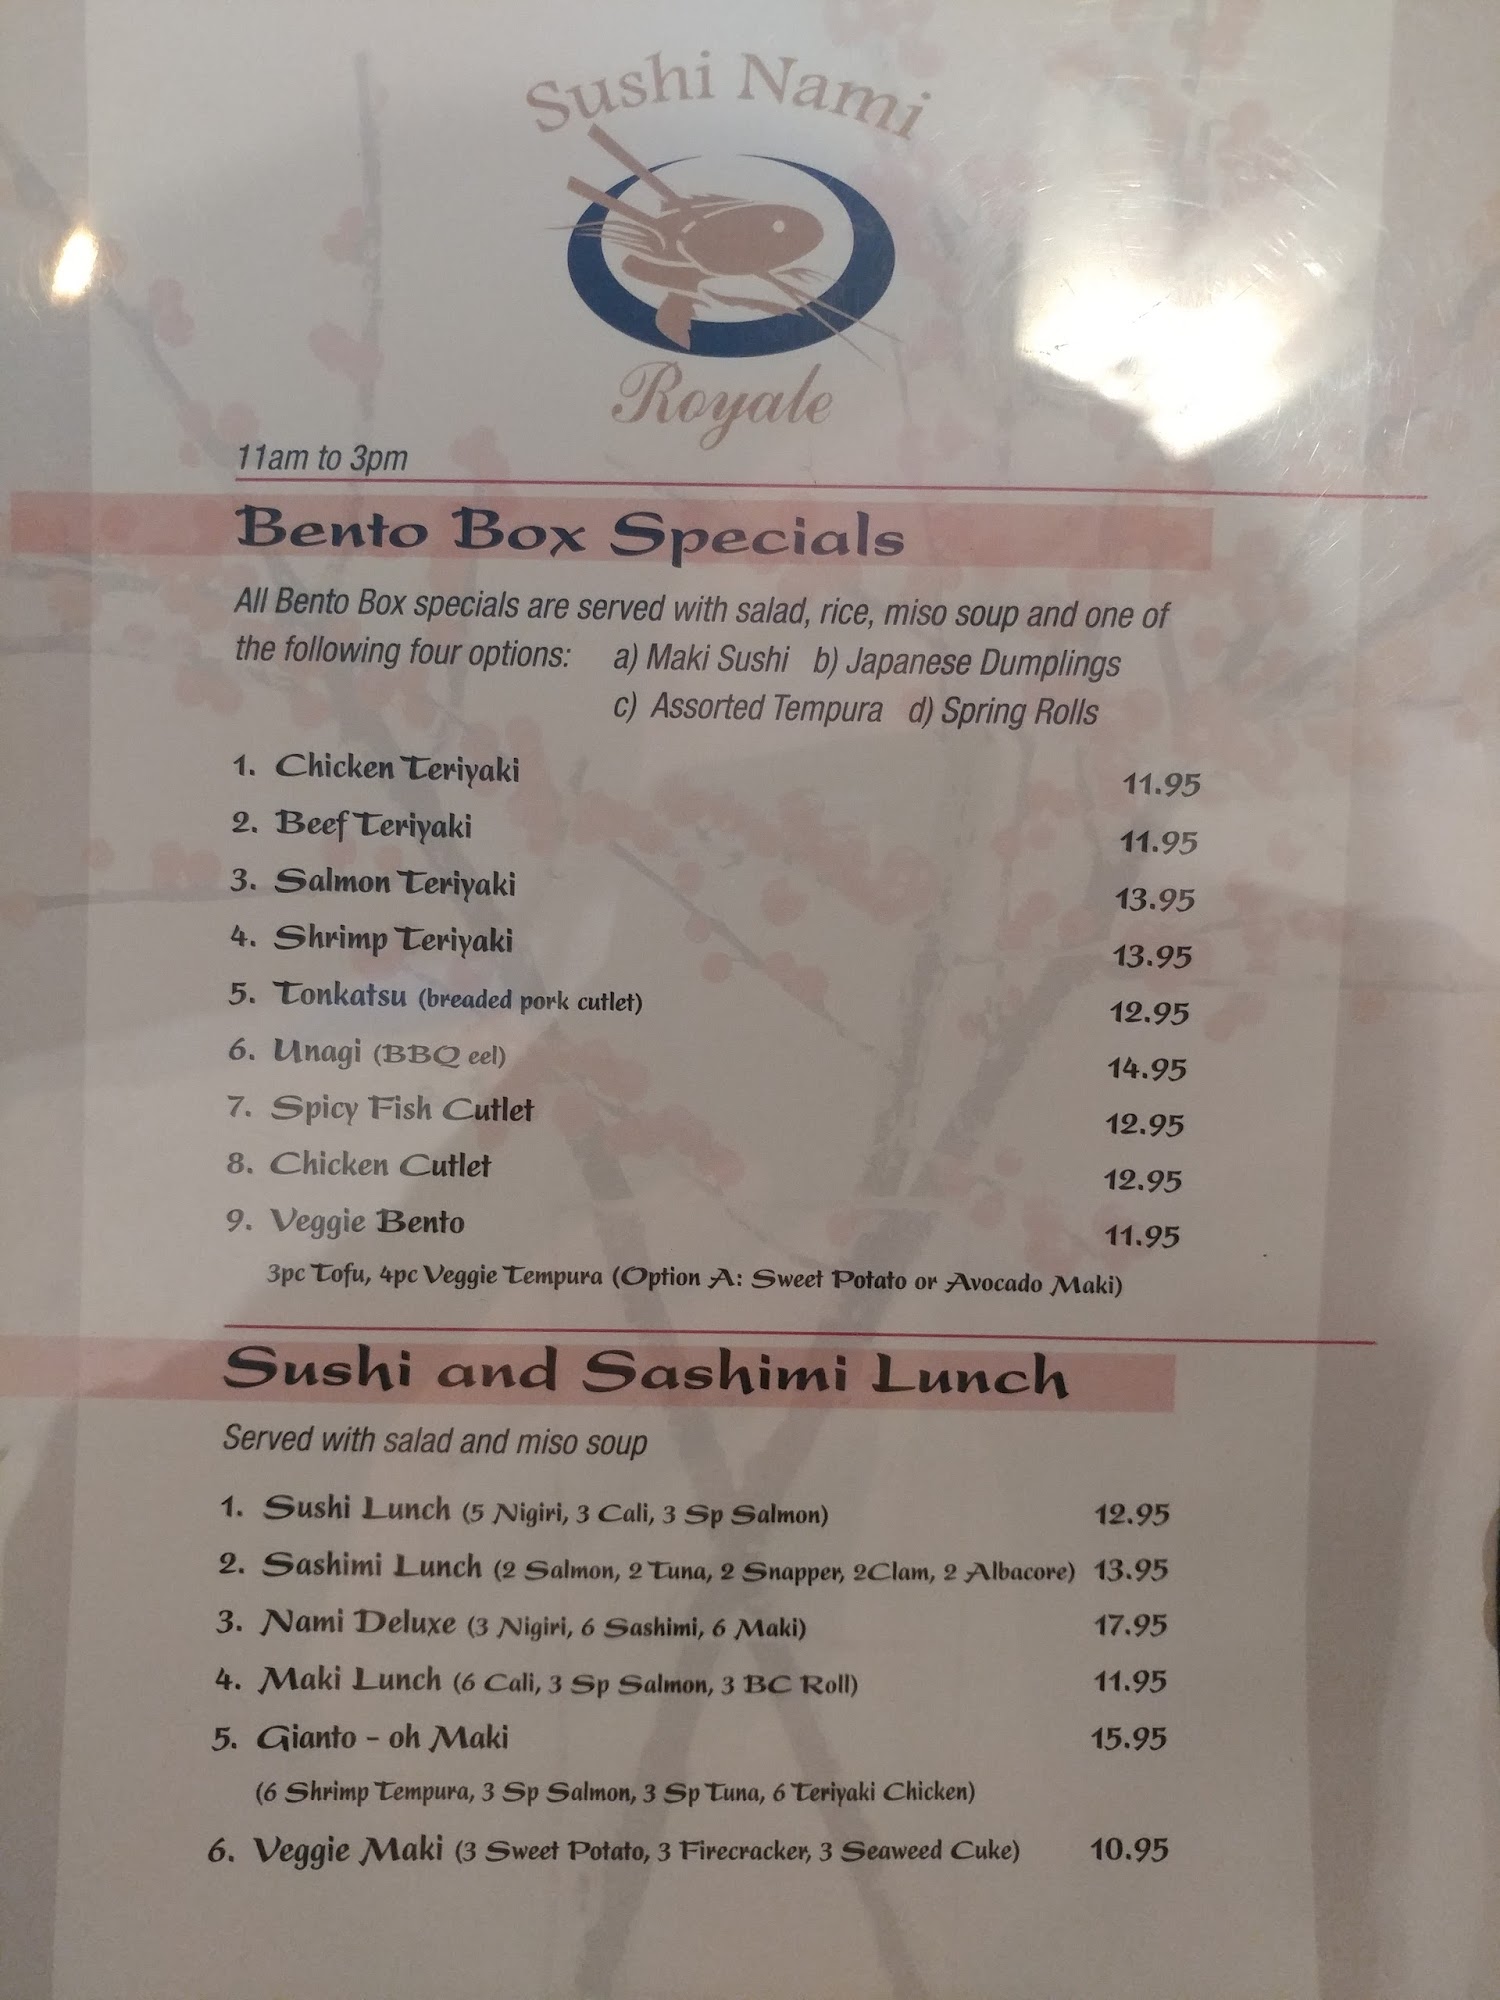 Sushi Nami
Royale
11am to 3pm
Bento Box Specials
All Bento Box specials are served with salad, rice, miso soup and one of
the following four options: a) Maki Sushi b) Japanese Dumplings
c) Assorted Tempura d) Spring Rolls
1. Chicken Teriyaki 11.95
2. Beef Teriyaki 11.95
3. Salmon Teriyaki 13.95
4. Shrimp Teriyaki 13.95
5. Tonkatsu (breaded pork cutlet) 12.95
6. Unagi (BBQ eel) 14.95
7. Spicy Fish Cutlet 12.95
8. Chicken Cutlet 12.95
9. Veggie Bento 11.95
3pc Tofu, 4pc Veggie Tempura (Option A: Sweet Potato or Avocado Maki)
Sushi and Sashimi Lunch
Served with salad and miso soup
1. Sushi Lunch (5 Nigiri, 3 Cali, 3 Sp Salmon) 12.95
2. Sashimi Lunch (2 Salmon, 2 Tuna, 2 Snapper, 2Clam, 2 Albacore) 13.95
3. Nami Deluxe (3 Nigiri, 6 Sashimi, 6 Maki) 17.95
4. Maki Lunch (6 Cali, 3 Sp Salmon, 3 BC Roll) 11.95
5. Gianto - oh Maki 15.95
(6 Shrimp Tempura, 3 Sp Salmon, 3 Sp Tuna, 6 Teriyaki Chicken)
6. Veggie Maki (3 Sweet Potato, 3 Firecracker, 3 Seaweed Cuke) 10.95